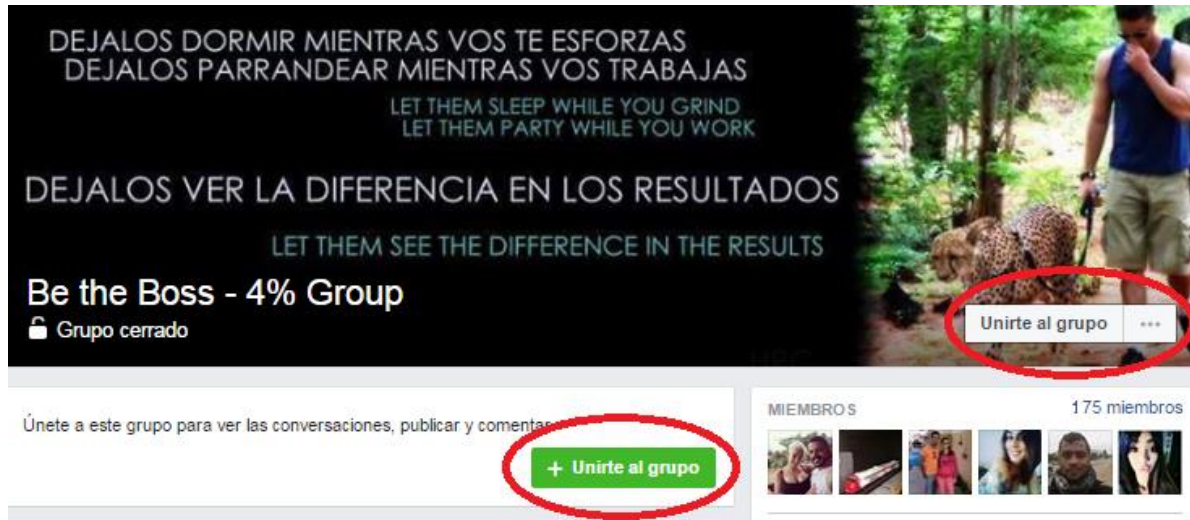 DEJALOS DORMIR MIENTRAS VOS TE ESFORZAS
DEJALOS PARRANDEAR MIENTRAS VOS TRABAJAS
LET THEM SLEEP WHILE YOU GRIND
LET THEM PARTY WHILE YOU WORK
DEJALOS VER LA DIFERENCIA EN LOS RESULTADOS
LET THEM SEE THE DIFFERENCE IN THE RESULTS
Be the Boss - 4% Group
Grupo cerrado
Unirte al grupo
Únete a este grupo para ver las conversaciones, publicar y comentar
+ Unirte al grupo
MIEMBROS
175 miembros